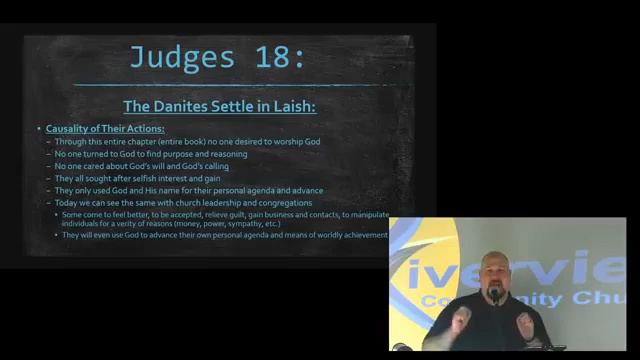 Judges 18:
The Danites Settle in Laish:
• Causality of Their Actions:
– Through this entire chapter (entire book) no one desired to worship God
– No one turned to God to find purpose and reasoning
– No one cared about God's will and God's calling
– They all sought after selfish interest and gain
– They only used God and His name for their personal agenda and advance
– Today we can see the same with church leadership and congregations
Some come to feel better, to be accepted, relieve guilt, gain business and contacts, to manipulate
individuals for a verity of reasons (money, power, sympathy, etc.)
They will even use God to advance their own personal agenda and means of worldly achievement
iverview
Community Chu